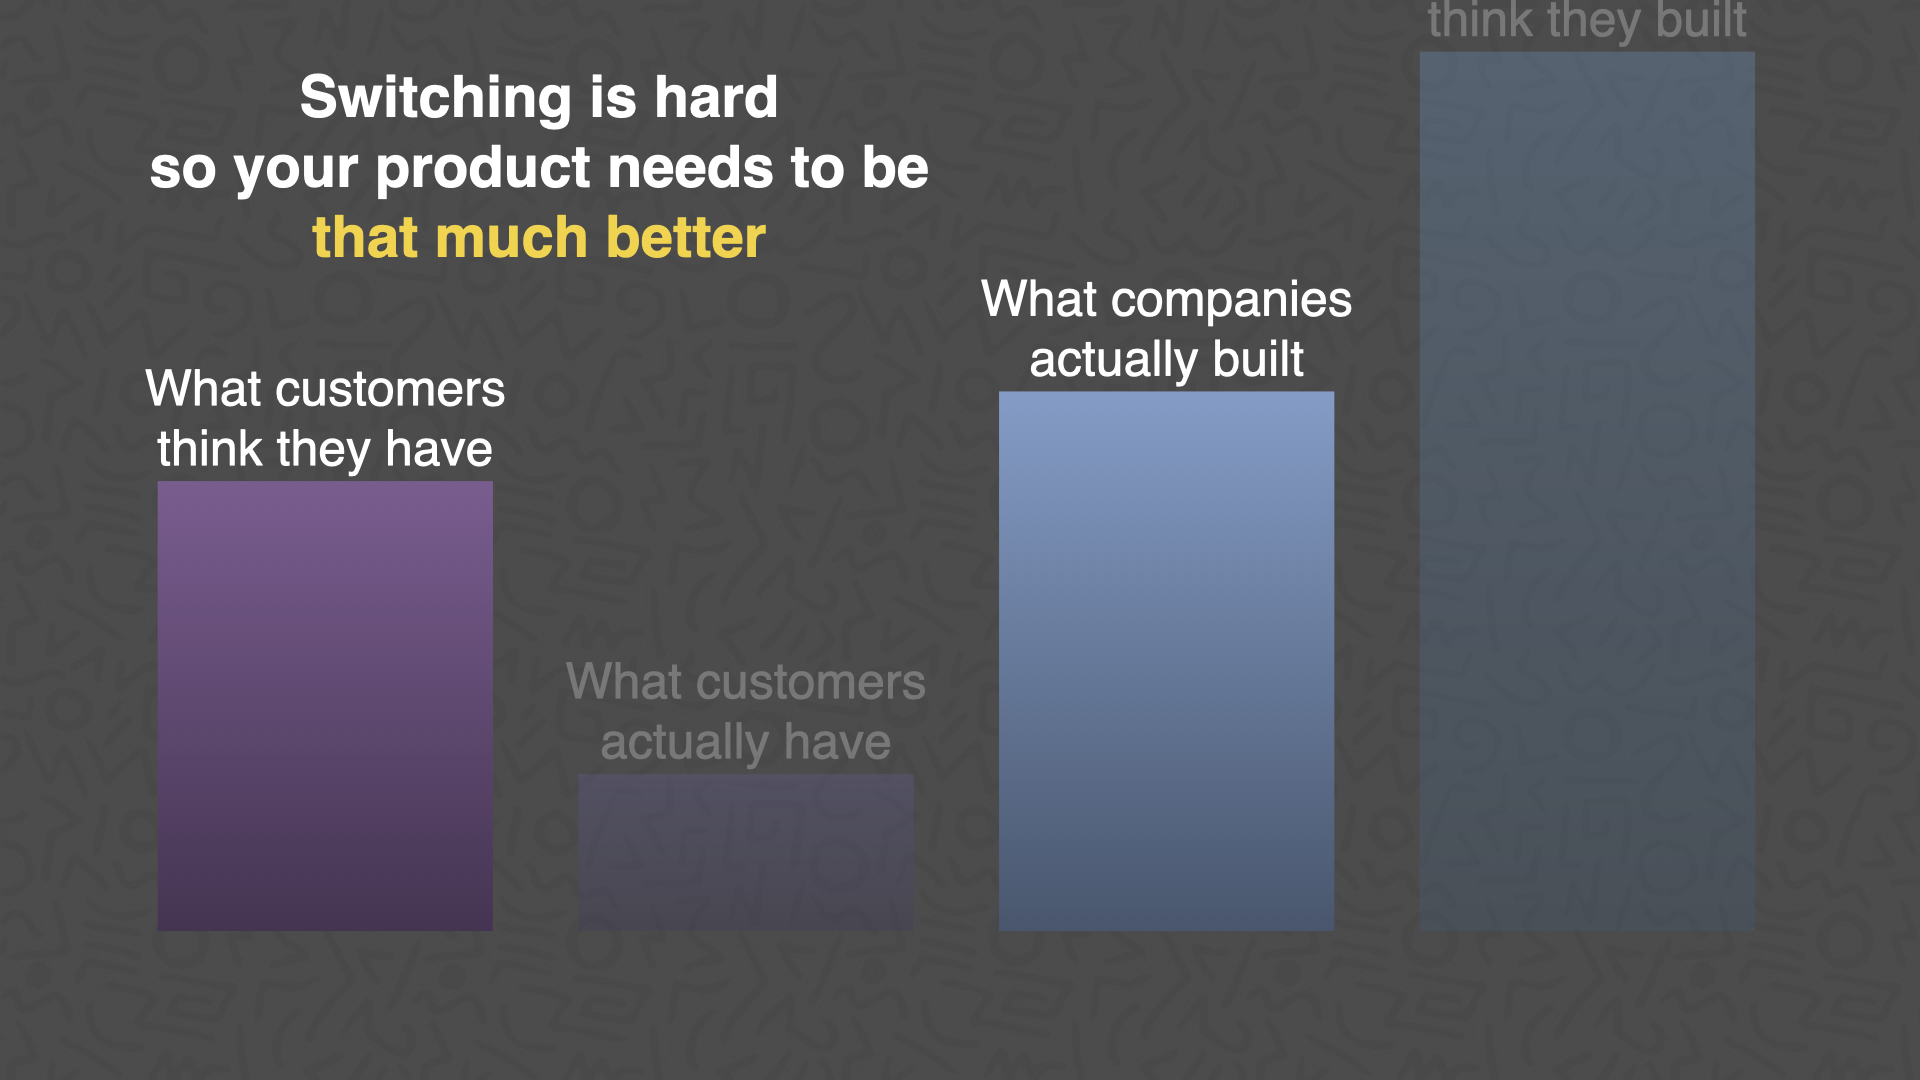 think they built
Switching is hard
so your product needs to be
that much better
What companies
actually built
What customers
think they have
What customers
actually have